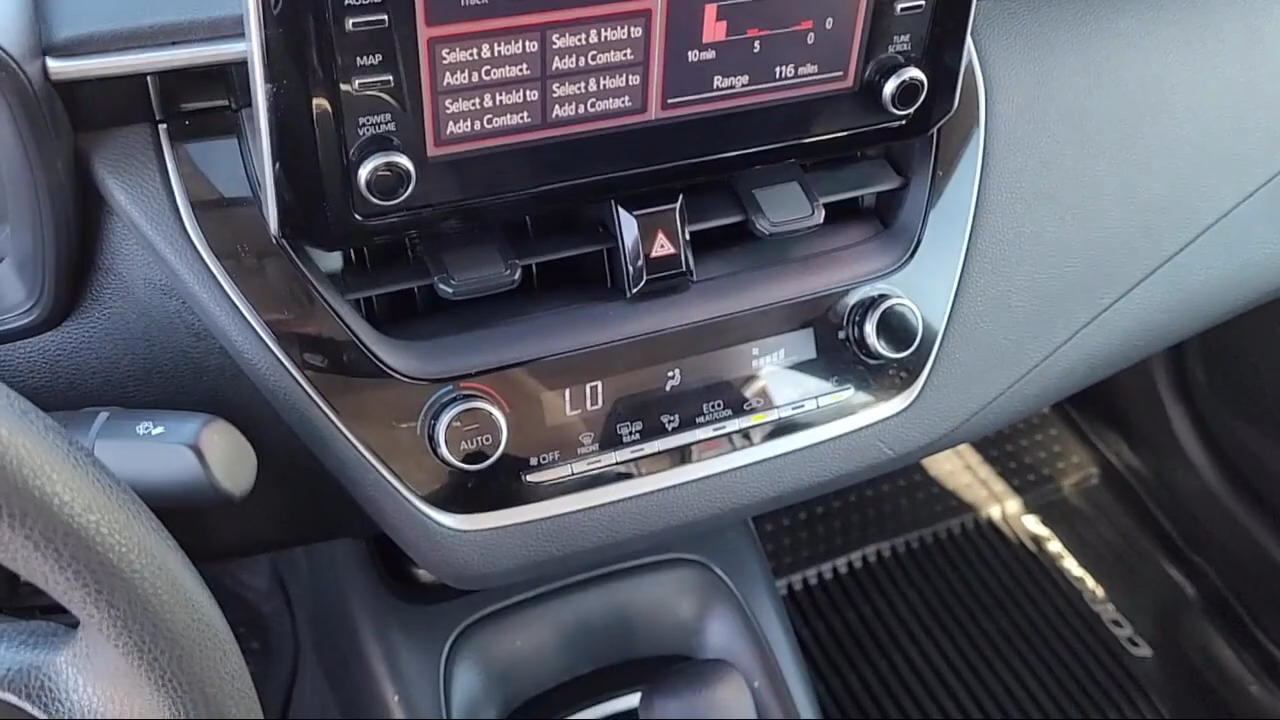 AUDIO
Track
MAP
POWER
VOLUME
Select & Hold to
Add a Contact.
Select & Hold to
Add a Contact.
Select & Hold to
Add a Contact.
Select & Hold to
Add a Contact.
10 min
5
0
0
Range 116 miles
TUNE
SCROLL
LO
AUTO
OFF
FRONT
REAR
ECO
HEAT/COOL